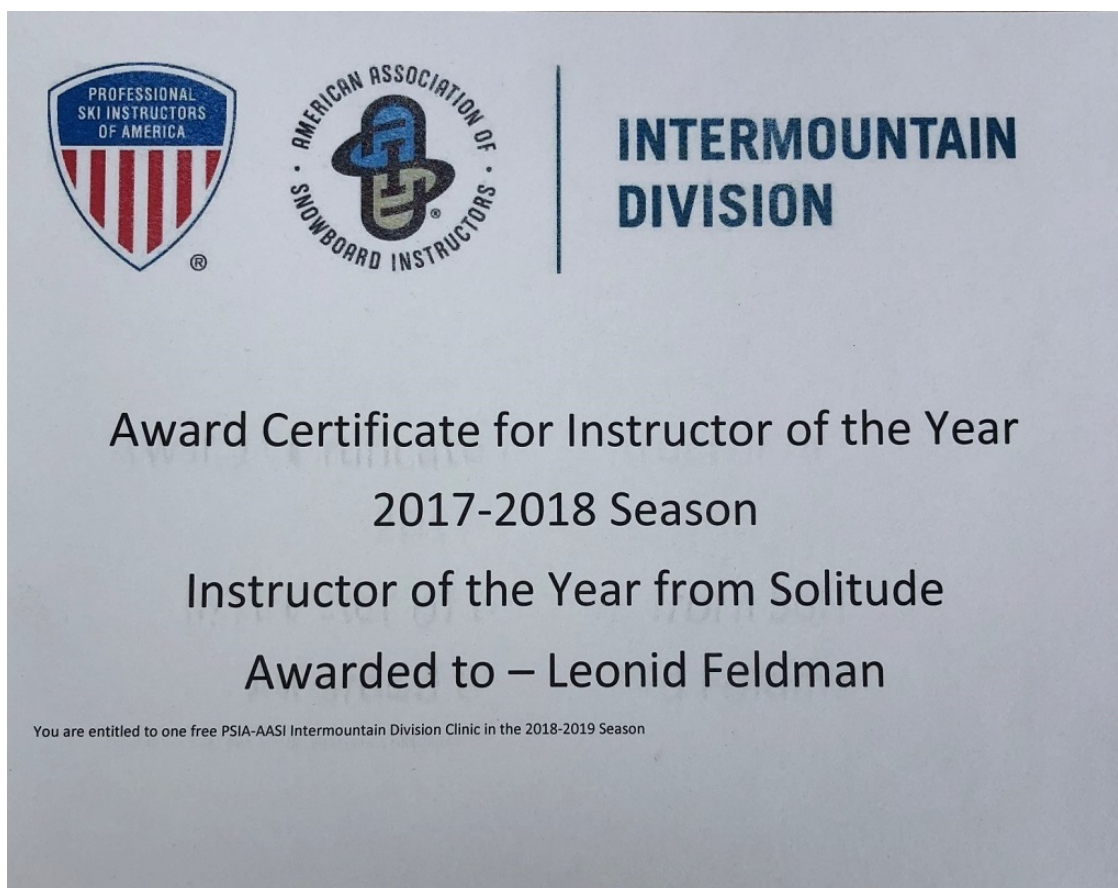 PROFESSIONAL
SKI INSTRUCTORS
OF AMERICA
®
AMERICAN ASSOCIATION OF
SNOWBOARD INSTRUCTORS
®
INTERMOUNTAIN
DIVISION
Award Certificate for Instructor of the Year
2017-2018 Season
Instructor of the Year from Solitude
Awarded to – Leonid Feldman
You are entitled to one free PSIA-AASI Intermountain Division Clinic in the 2018-2019 Season